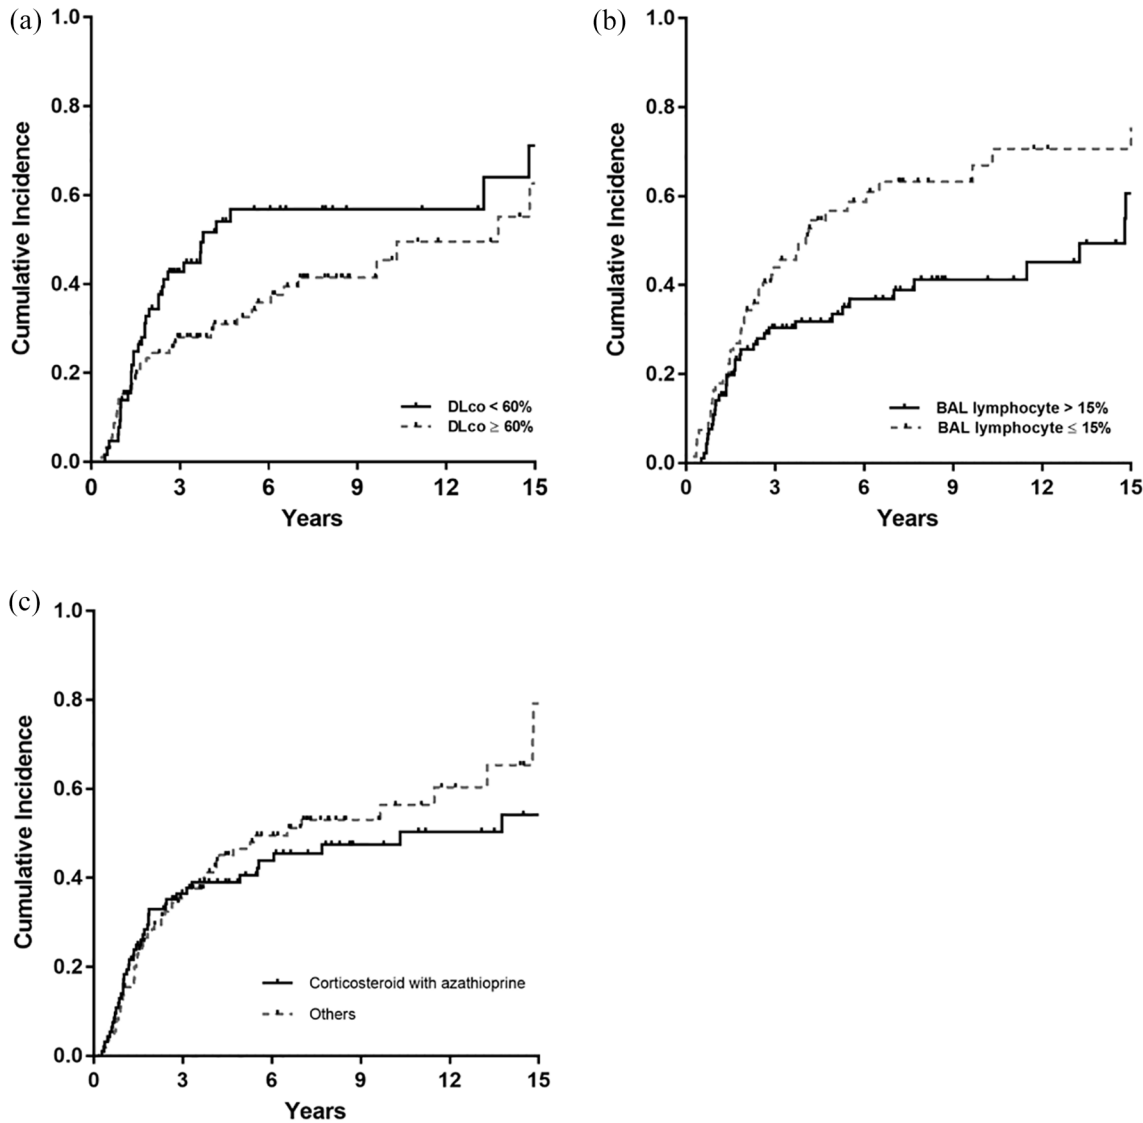 (a)
1.0
0.8
0.6
0.4
0.2
0.0
Cumulative Incidence
DLco < 60%
DLco ≥ 60%
0 3 6 9 12 15
Years
(b)
1.0
0.8
0.6
0.4
0.2
0.0
Cumulative Incidence
BAL lymphocyte > 15%
BAL lymphocyte ≤ 15%
0 3 6 9 12 15
Years
(c)
1.0
0.8
0.6
0.4
0.2
0.0
Cumulative Incidence
Corticosteroid with azathioprine
Others
0 3 6 9 12 15
Years